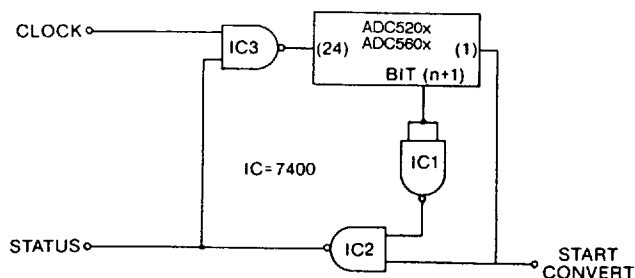 CLOCK
IC3
(24)
ADC520x
ADC560x
(1)
BIT (n+1)
IC1
IC=7400
STATUS
IC2
START
CONVERT